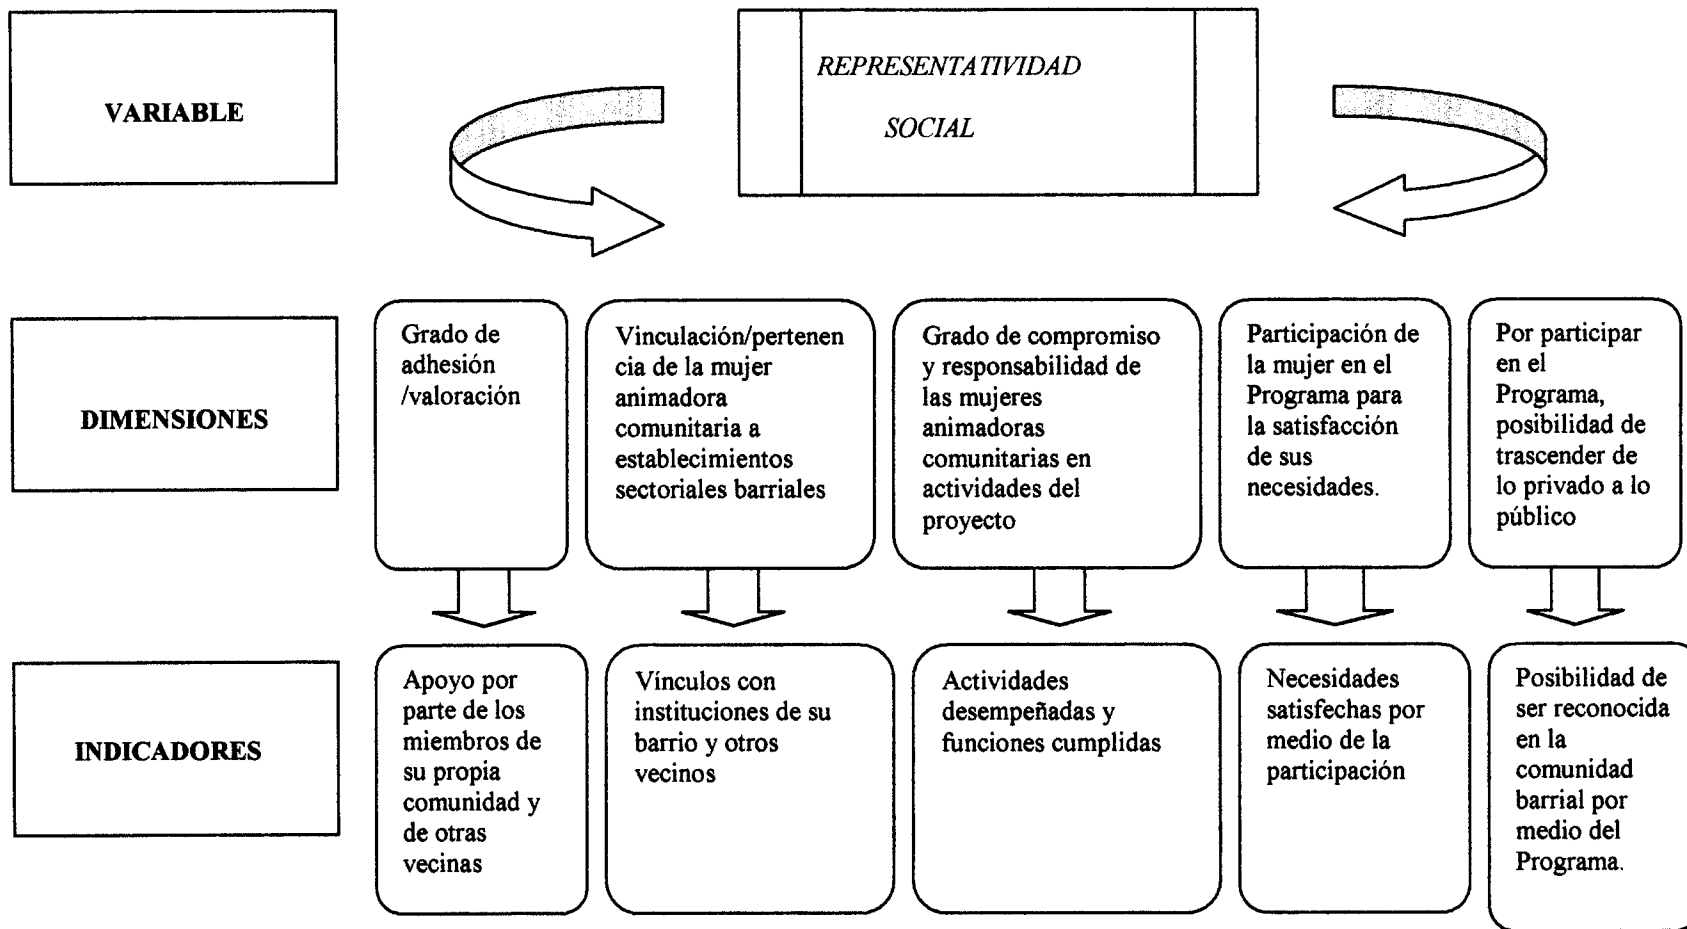 VARIABLE
REPRESENTATIVIDAD
SOCIAL
DIMENSIONES
Grado de
adhesión
/valoración
Vinculación/pertenen
cia de la mujer
animadora
comunitaria a
establecimientos
sectoriales barriales
Grado de compromiso
y responsabilidad de
las mujeres
animadoras
comunitarias en
actividades del
proyecto
Participación de
la mujer en el
Programa para
la satisfacción
de sus
necesidades.
Por participar
en el
Programa,
posibilidad de
trascender de
lo privado a lo
público
INDICADORES
Apoyo por
parte de los
miembros de
su propia
comunidad y
de otras
vecinas
Vínculos con
instituciones de su
barrio y otros
vecinos
Actividades
desempeñadas y
funciones cumplidas
Necesidades
satisfechas por
medio de la
participación
Posibilidad de
ser reconocida
en la
comunidad
barrial por
medio del
Programa.